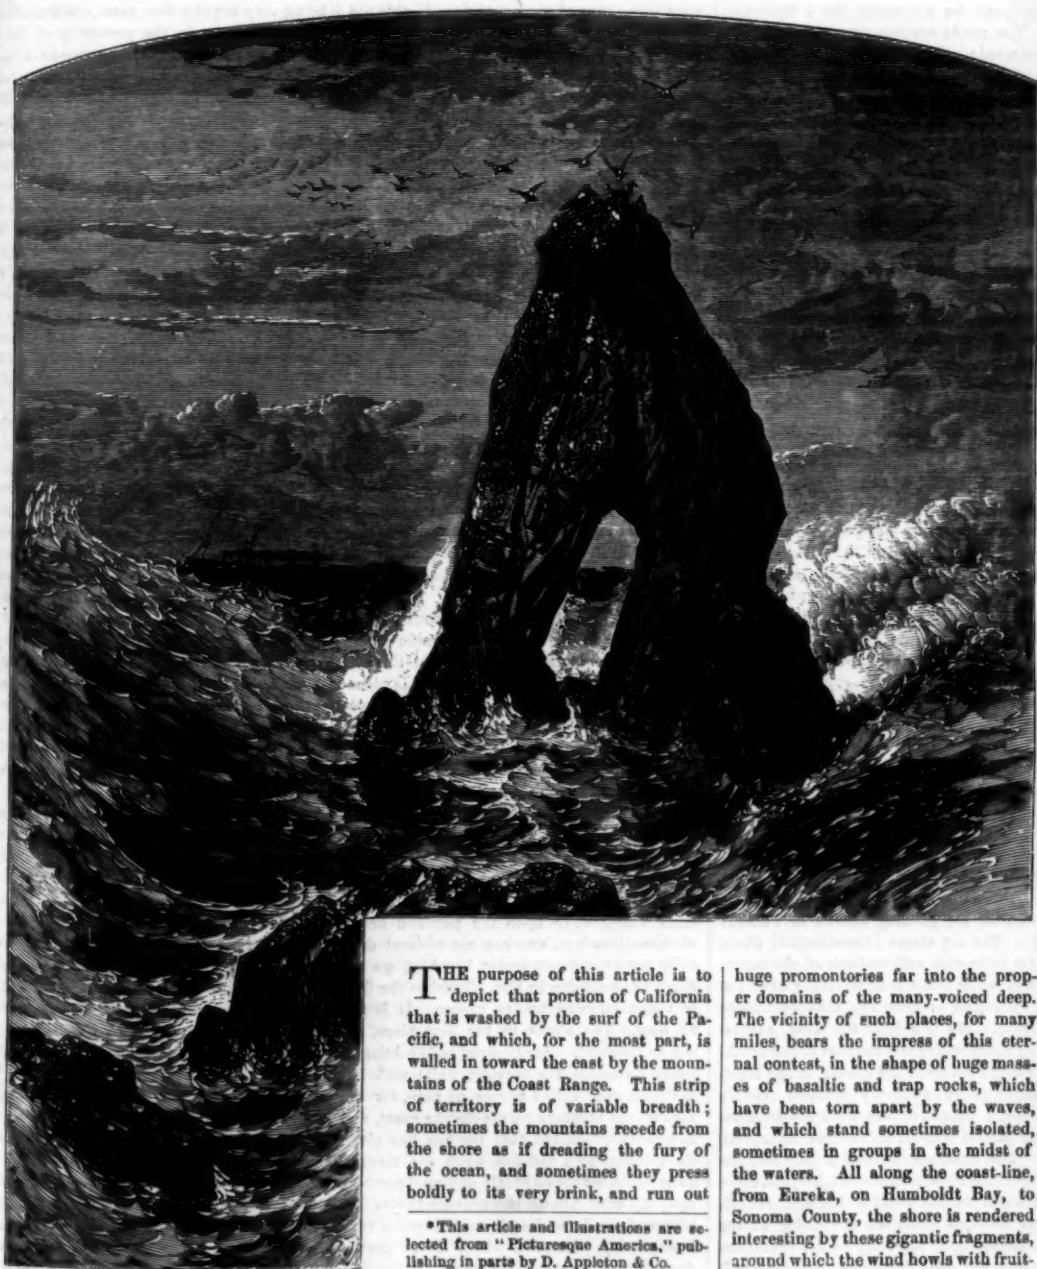 THE purpose of this article is to
depict that portion of California
that is washed by the surf of the Pa-
cific, and which, for the most part, is
walled in toward the east by the moun-
tains of the Coast Range. This strip
of territory is of variable breadth;
sometimes the mountains recede from
the shore as if dreading the fury of
the ocean, and sometimes they press
boldly to its very brink, and run out
*This article and illustrations are se-
lected from "Picturesque America," pub-
lishing in parts by D. Appleton & Co.
huge promontories far into the prop-
er domains of the many-voiced deep.
The vicinity of such places, for many
miles, bears the impress of this eter-
nal contest, in the shape of huge mass-
es of basaltic and trap rocks, which
have been torn apart by the waves,
and which stand sometimes isolated,
sometimes in groups in the midst of
the waters. All along the coast-line,
from Eureka, on Humboldt Bay, to
Sonoma County, the shore is rendered
interesting by these gigantic fragments,
around which the wind howls with fruit-